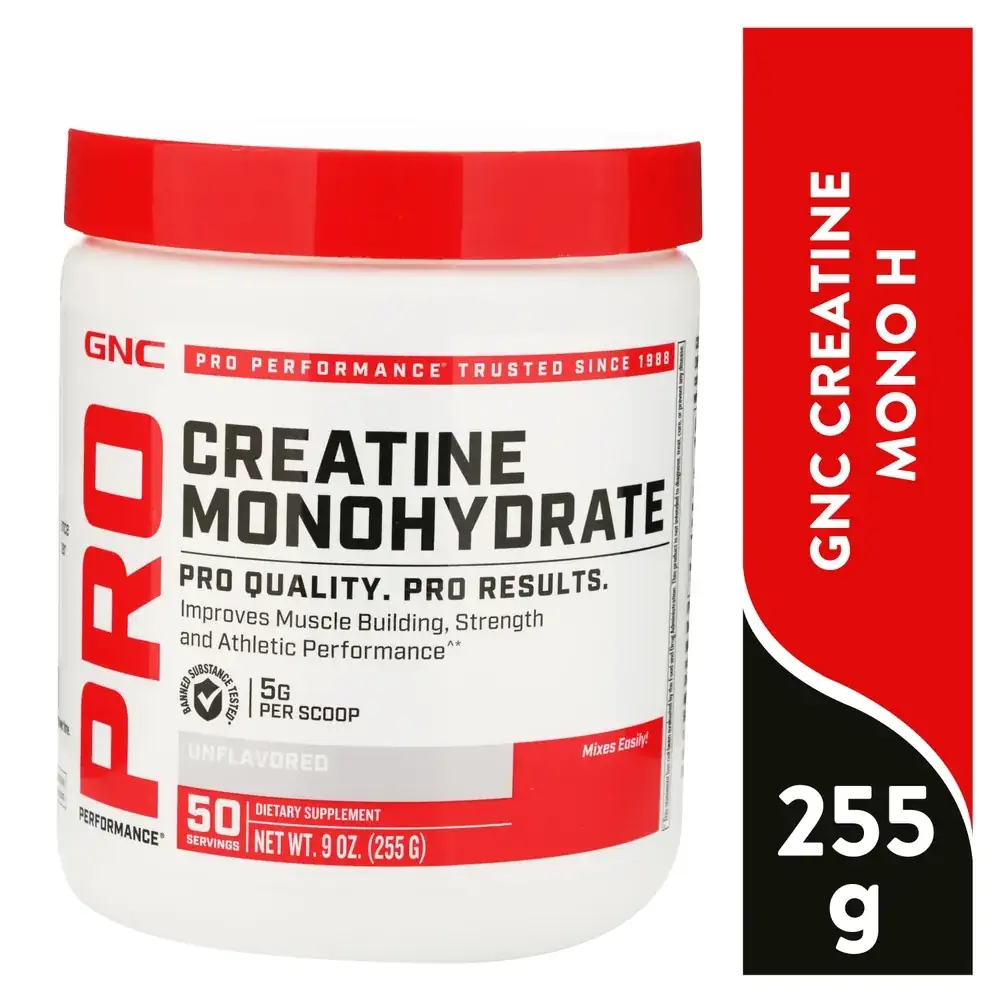 GNC
PRO PERFORMANCE® TRUSTED SINCE 1988
PRO
PERFORMANCE®
CREATINE
MONOHYDRATE
PRO QUALITY. PRO RESULTS.
Improves Muscle Building, Strength
and Athletic Performance^*
BANNED SUBSTANCE TESTED
5G
PER SCOOP
UNFLAVORED
Mixes Easily!
50
SERVINGS
DIETARY SUPPLEMENT
NET WT. 9 OZ. (255 G)
GNC CREATINE
MONO H
255
g